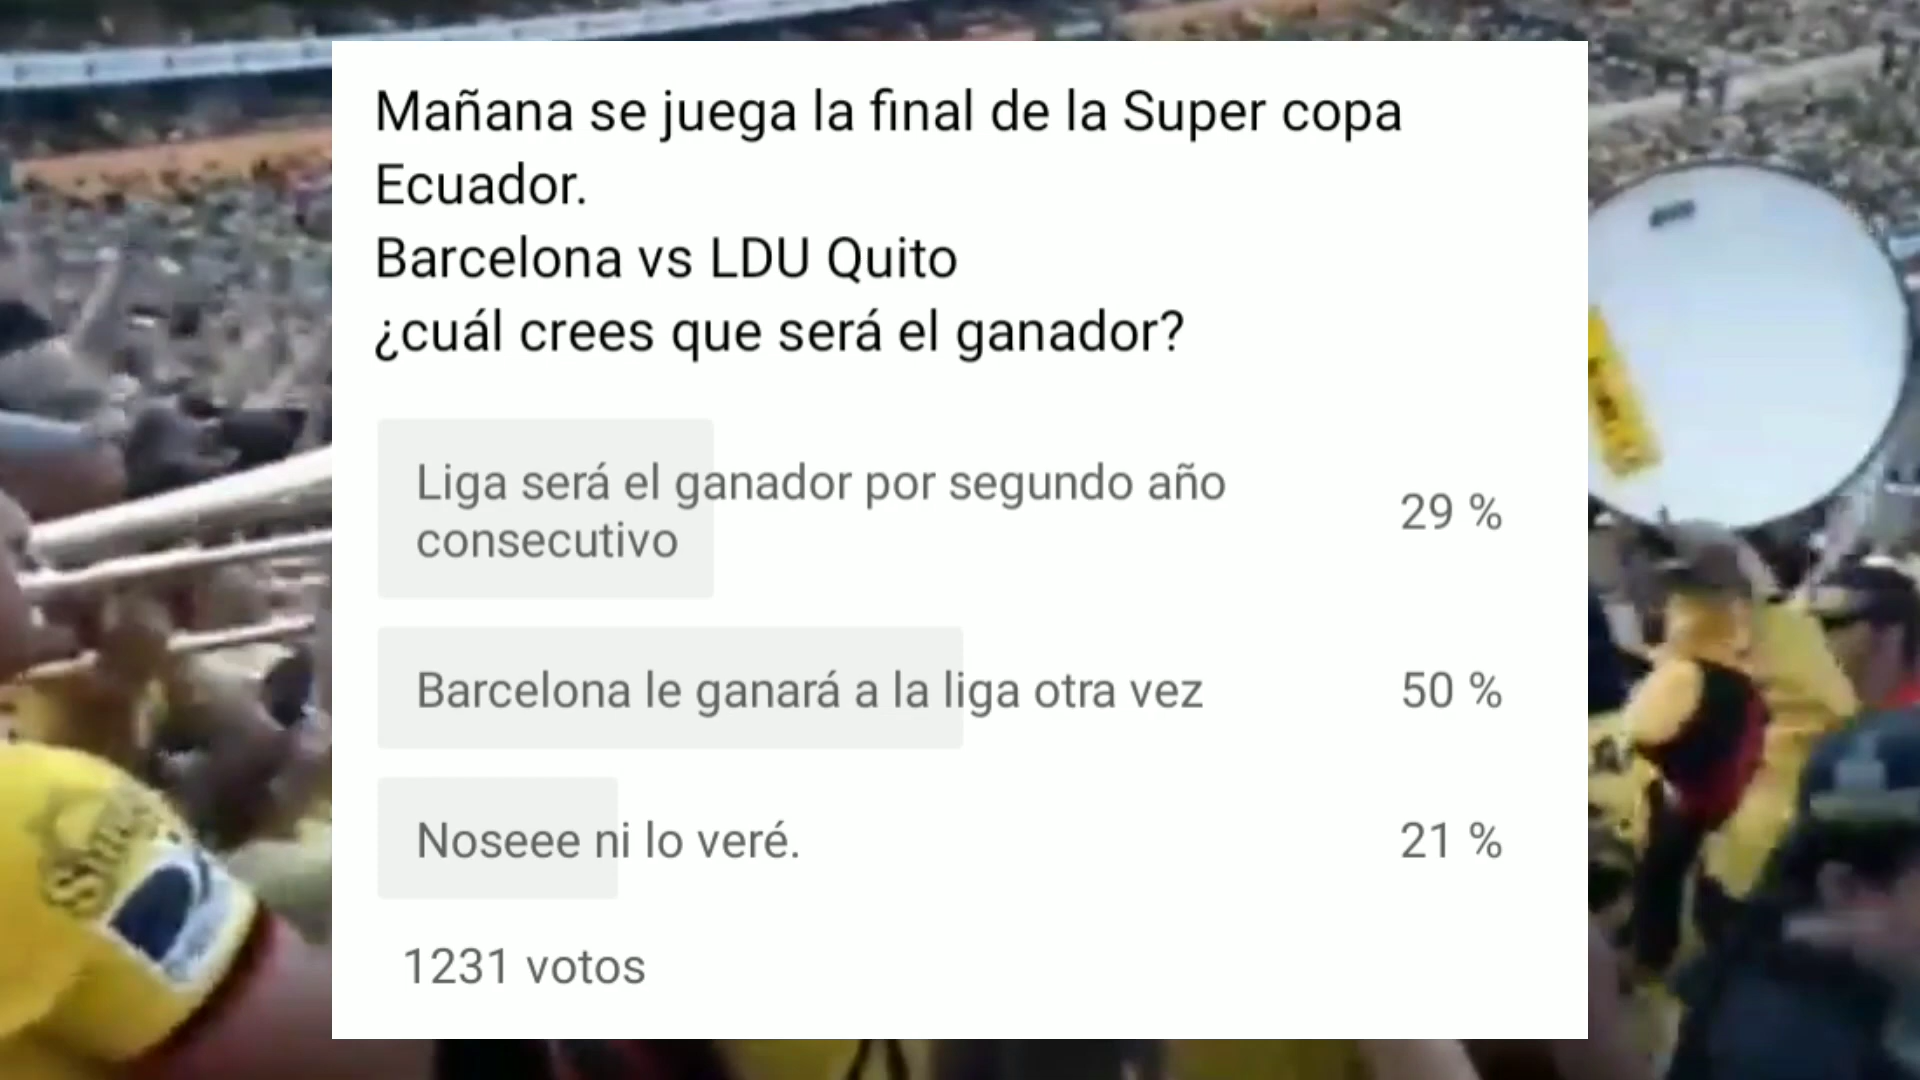 Mañana se juega la final de la Super copa
Ecuador.
Barcelona vs LDU Quito
¿cuál crees que será el ganador?
Liga será el ganador por segundo año
consecutivo
29 %
Barcelona le ganará a la liga otra vez
50 %
Noseee ni lo veré.
21 %
1231 votos